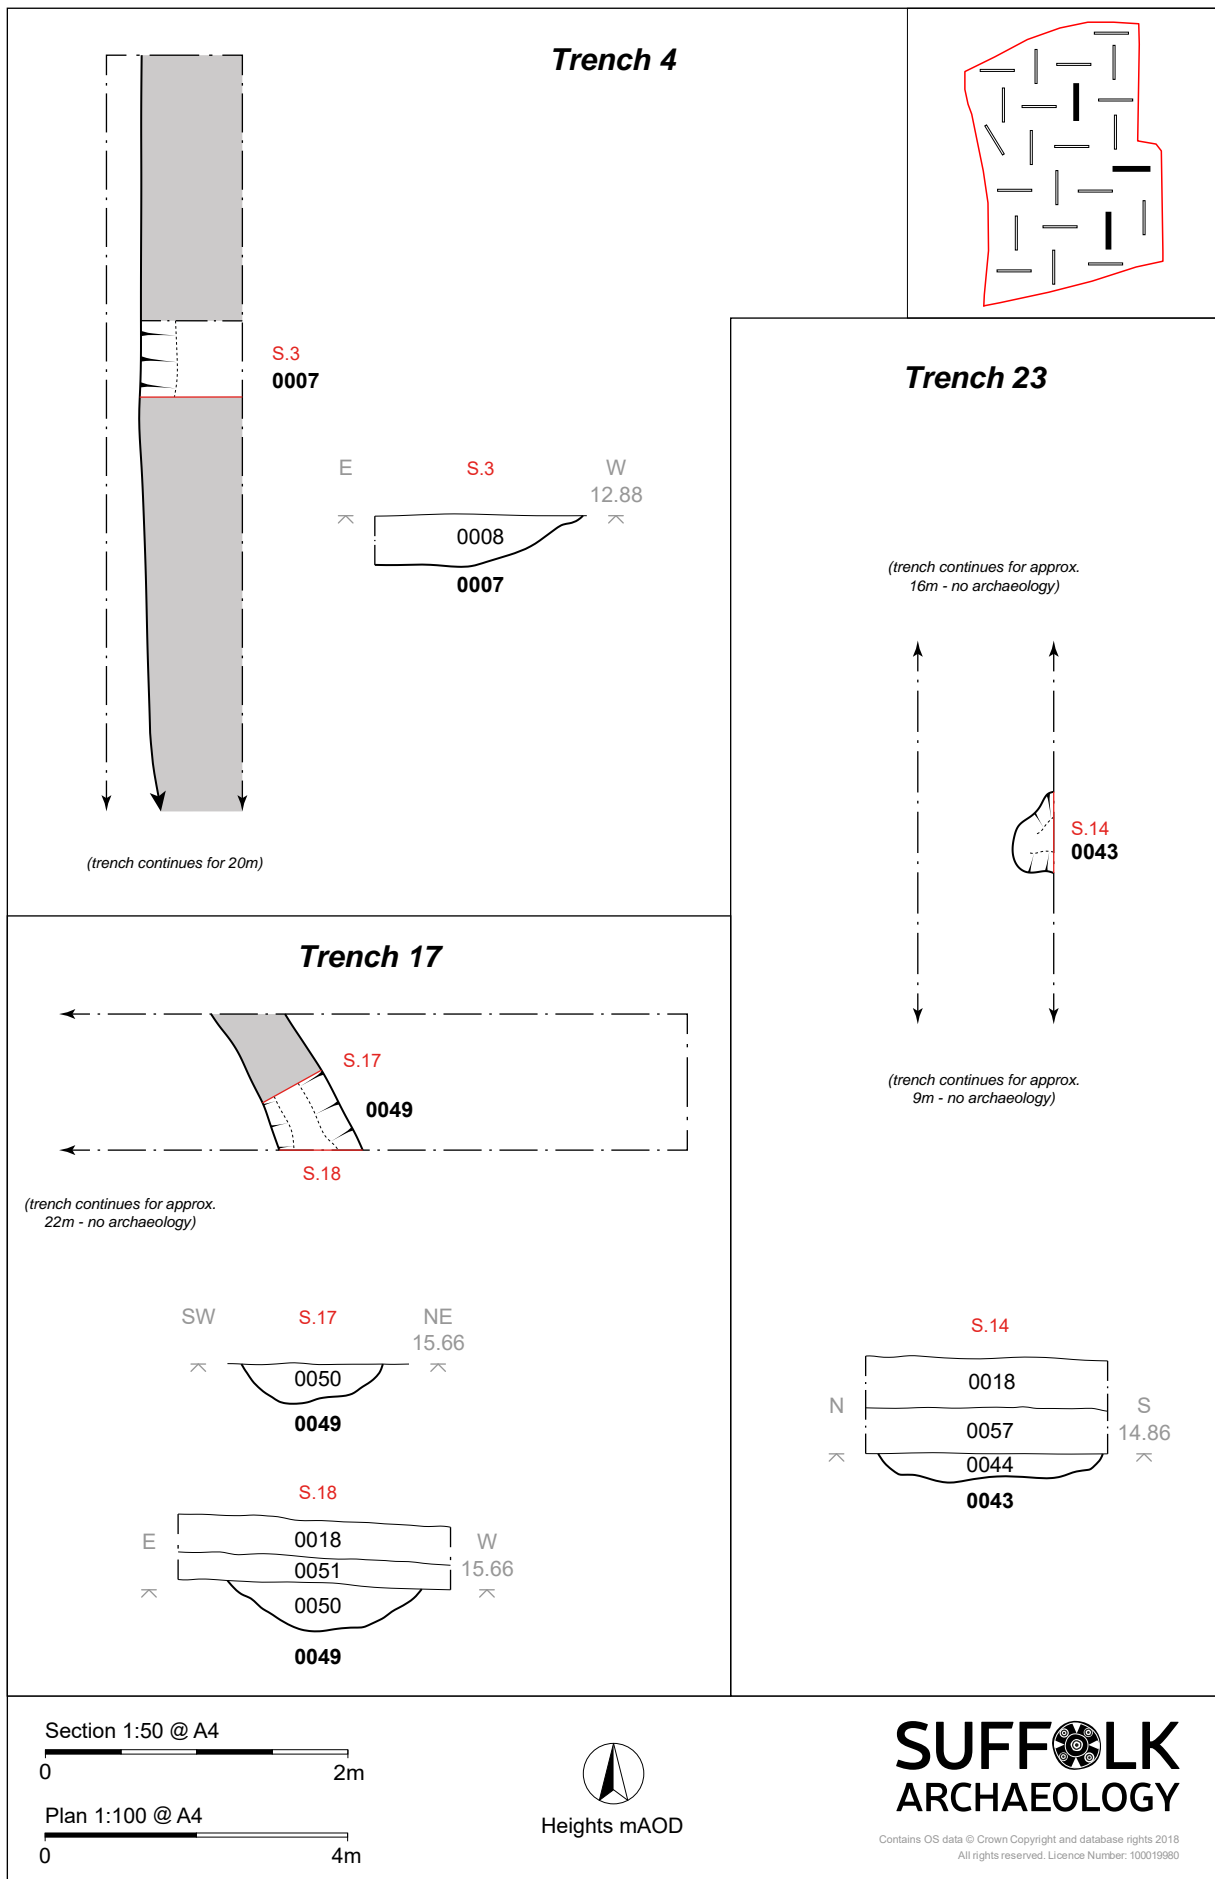 Trench 4
S.3
0007
E
S.3
W
12.88
0008
0007
(trench continues for 20m)
Trench 23
(trench continues for approx.
16m - no archaeology)
S.14
0043
(trench continues for approx.
9m - no archaeology)
S.14
0018
N
S
0057
14.86
0044
0043
Trench 17
S.17
0049
S.18
(trench continues for approx.
22m - no archaeology)
SW
S.17
NE
15.66
0050
0049
S.18
E
0018
W
0051
15.66
0050
0049
Section 1:50 @ A4
0 2m
Plan 1:100 @ A4
0 4m
Heights mAOD
SUFFOLK
ARCHAEOLOGY
Contains OS data © Crown Copyright and database rights 2018
All rights reserved. Licence Number: 100019980